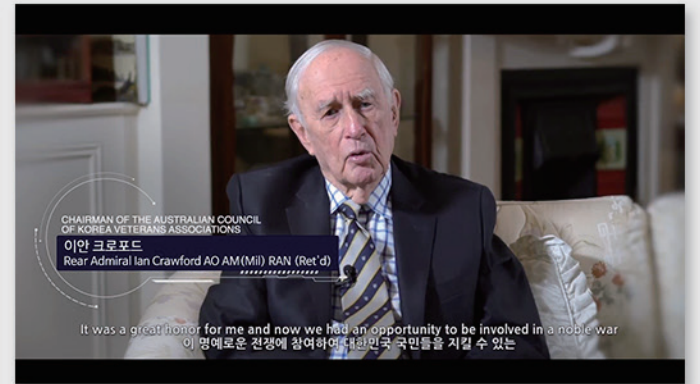 CHAIRMAN OF THE AUSTRALIAN COUNCIL
OF KOREA VETERANS ASSOCIATIONS
이안 크로포드
Rear Admiral Ian Crawford AO AM(Mil) RAN (Ret'd)
It was a great honor for me and now we had an opportunity to be involved in a noble war
이 명예로운 전쟁에 참여하여 대한민국 국민들을 지킬 수 있는